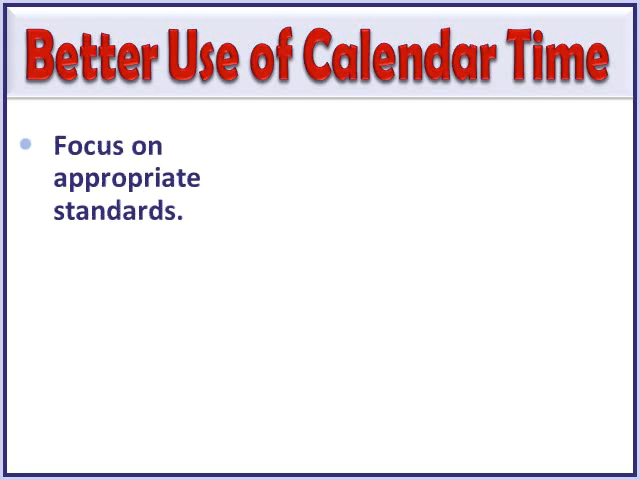 Better Use of Calendar Time
Focus on
appropriate
standards.